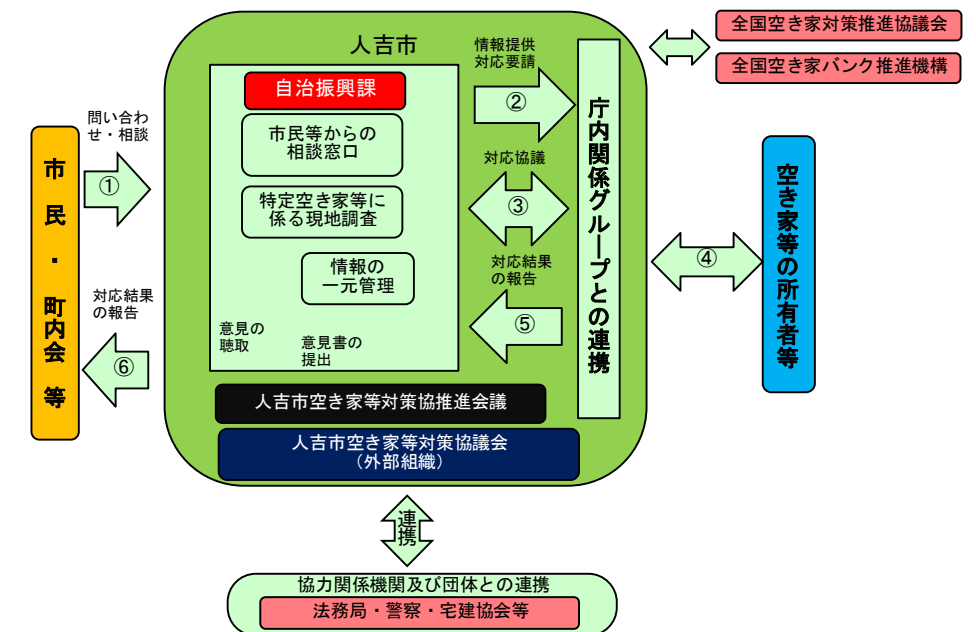 人吉市
自治振興課
市民等からの
相談窓口
特定空き家等に
係る現地調査
情報の
一元管理
意見の
聴取
意見書の
提出
人吉市空き家等対策協推進会議
人吉市空き家等対策協議会
（外部組織）
市民・町内会等
問い合わ
せ・相談
①
対応結果
の報告
⑥
情報提供
対応要請
②
対応協議
③
対応結果
の報告
⑤
庁内関係グループとの連携
④
空き家等の所有者等
全国空き家対策推進協議会
全国空き家バンク推進機構
連携
協力関係機関及び団体との連携
法務局・警察・宅建協会等